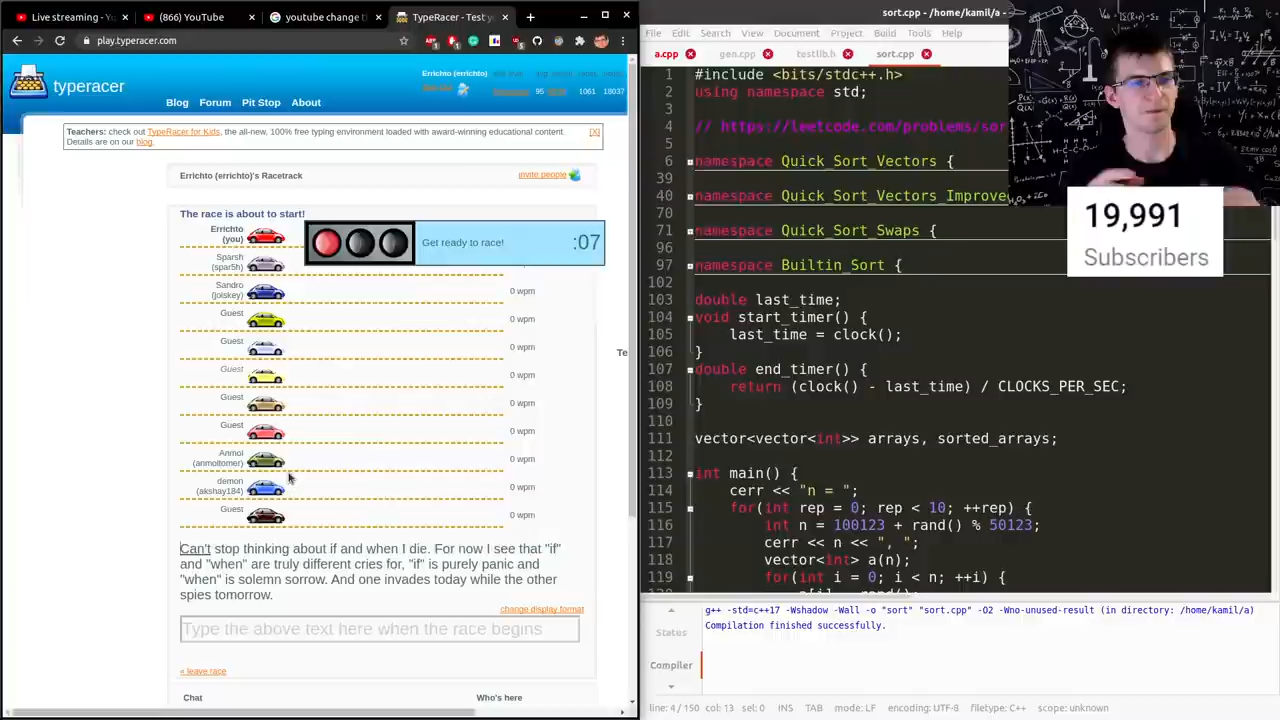 Live streaming - Yo
(866) YouTube
youtube change t
TypeRacer - Test y
play.typeracer.com
typeracer
Errichto (errichto)
95
1061
18037
Blog
Forum
Pit Stop
About
Teachers: check out TypeRacer for Kids, the all-new, 100% free typing environment loaded with award-winning educational content.
Details are on our blog.
[X]
Errichto (errichto)'s Racetrack
invite people
The race is about to start!
Get ready to race!
:07
Errichto
(you)
Sparsh
(spar5h)
Sandro
(jolskey)
0 wpm
Guest
0 wpm
Guest
0 wpm
Guest
0 wpm
Guest
0 wpm
Guest
0 wpm
Anmol
(anmoltomer)
0 wpm
demon
(akshay184)
0 wpm
Guest
0 wpm
Te
Can't stop thinking about if and when I die. For now I see that "if"
and "when" are truly different cries for, "if" is purely panic and
"when" is solemn sorrow. And one invades today while the other
spies tomorrow.
change display format
Type the above text here when the race begins
< leave race
Chat
Who's here
sort.cpp - /home/kamil/a -
File Edit Search View Document Project Build Tools Help
a.cpp
gen.cpp
testlib.h
sort.cpp
1 #include <bits/stdc++.h>
2 using namespace std;
3
4 // https://leetcode.com/problems/sor
5
6 namespace Quick_Sort_Vectors {
39
40 namespace Quick_Sort_Vectors_Improve
70
71 namespace Quick_Sort_Swaps {
96
97 namespace Builtin_Sort {
102
103 double last_time;
104 void start_timer() {
105 last_time = clock();
106 }
107 double end_timer() {
108 return (clock() - last_time) / CLOCKS_PER_SEC;
109 }
110
111 vector<vector<int>> arrays, sorted_arrays;
112
113 int main() {
114 cerr << "n = ";
115 for(int rep = 0; rep < 10; ++rep) {
116 int n = 100123 + rand() % 50123;
117 cerr << n << ", ";
118 vector<int> a(n);
119 for(int i = 0; i < n; ++i) {
19,991
Subscribers
States
Compiler
g++ -std=c++17 -Wshadow -Wall -o "sort" "sort.cpp" -O2 -Wno-unused-result (in directory: /home/kamil/a)
Compilation finished successfully.
line: 4 / 150 col: 13 sel: 0 INS TAB mode: LF encoding: UTF-8 filetype: C++ scope: unknown